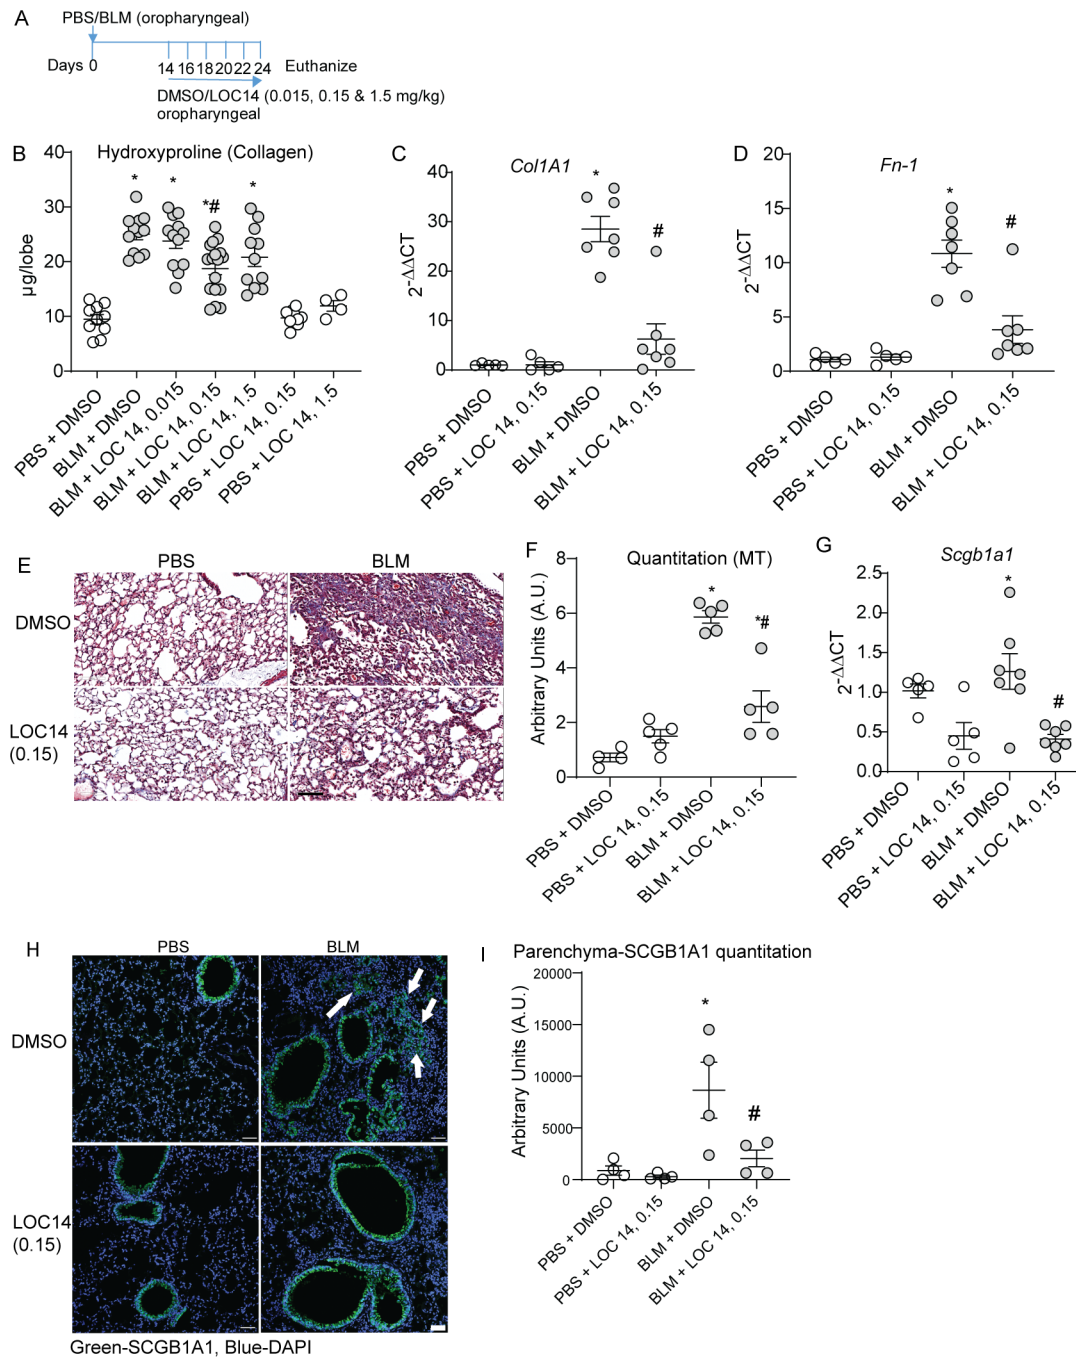 A
PBS/BLM (oropharyngeal)
Days 0 14 16 18 20 22 24 Euthanize
DMSO/LOC14 (0.015, 0.15 & 1.5 mg/kg)
oropharyngeal
B
Hydroxyproline (Collagen)
µg/lobe
40
30
20
10
0
*
*
*#
*
PBS + DMSO
BLM + DMSO
BLM + LOC 14, 0.015
BLM + LOC 14, 0.15
BLM + LOC 14, 1.5
PBS + LOC 14, 0.15
PBS + LOC 14, 1.5
C
Col1A1
2-ΔΔCT
40
30
20
10
0
*
#
PBS + DMSO
PBS + LOC 14, 0.15
BLM + DMSO
BLM + LOC 14, 0.15
D
Fn-1
2-ΔΔCT
20
15
10
5
0
*
#
PBS + DMSO
PBS + LOC 14, 0.15
BLM + DMSO
BLM + LOC 14, 0.15
E
PBS BLM
DMSO
LOC14
(0.15)
F
Quantitation (MT)
Arbitrary Units (A.U.)
8
6
4
2
0
*
*#
PBS + DMSO
PBS + LOC 14, 0.15
BLM + DMSO
BLM + LOC 14, 0.15
G
Scgb1a1
2-ΔΔCT
2.5
2.0
1.5
1.0
0.5
0.0
*
#
PBS + DMSO
PBS + LOC 14, 0.15
BLM + DMSO
BLM + LOC 14, 0.15
H
PBS BLM
DMSO
LOC14
(0.15)
Green-SCGB1A1, Blue-DAPI
I
Parenchyma-SCGB1A1 quantitation
Arbitrary Units (A.U.)
20000
15000
10000
5000
0
*
#
PBS + DMSO
PBS + LOC 14, 0.15
BLM + DMSO
BLM + LOC 14, 0.15